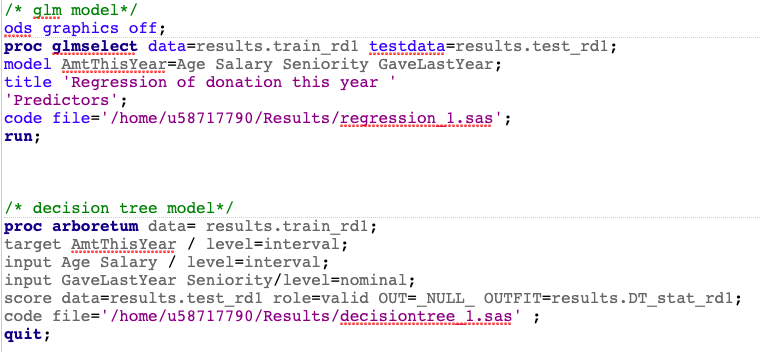 /* glm model*/
ods graphics off;
proc glmselect data=results.train_rd1 testdata=results.test_rd1;
model AmtThisYear=Age Salary Seniority GaveLastYear;
title 'Regression of donation this year '
'Predictors';
code file='/home/u58717790/Results/regression_1.sas';
run;
/* decision tree model*/
proc arboretum data= results.train_rd1;
target AmtThisYear / level=interval;
input Age Salary / level=interval;
input GaveLastYear Seniority/level=nominal;
score data=results.test_rd1 role=valid OUT=_NULL_ OUTFIT=results.DT_stat_rd1;
code file='/home/u58717790/Results/decisiontree_1.sas' ;
quit;